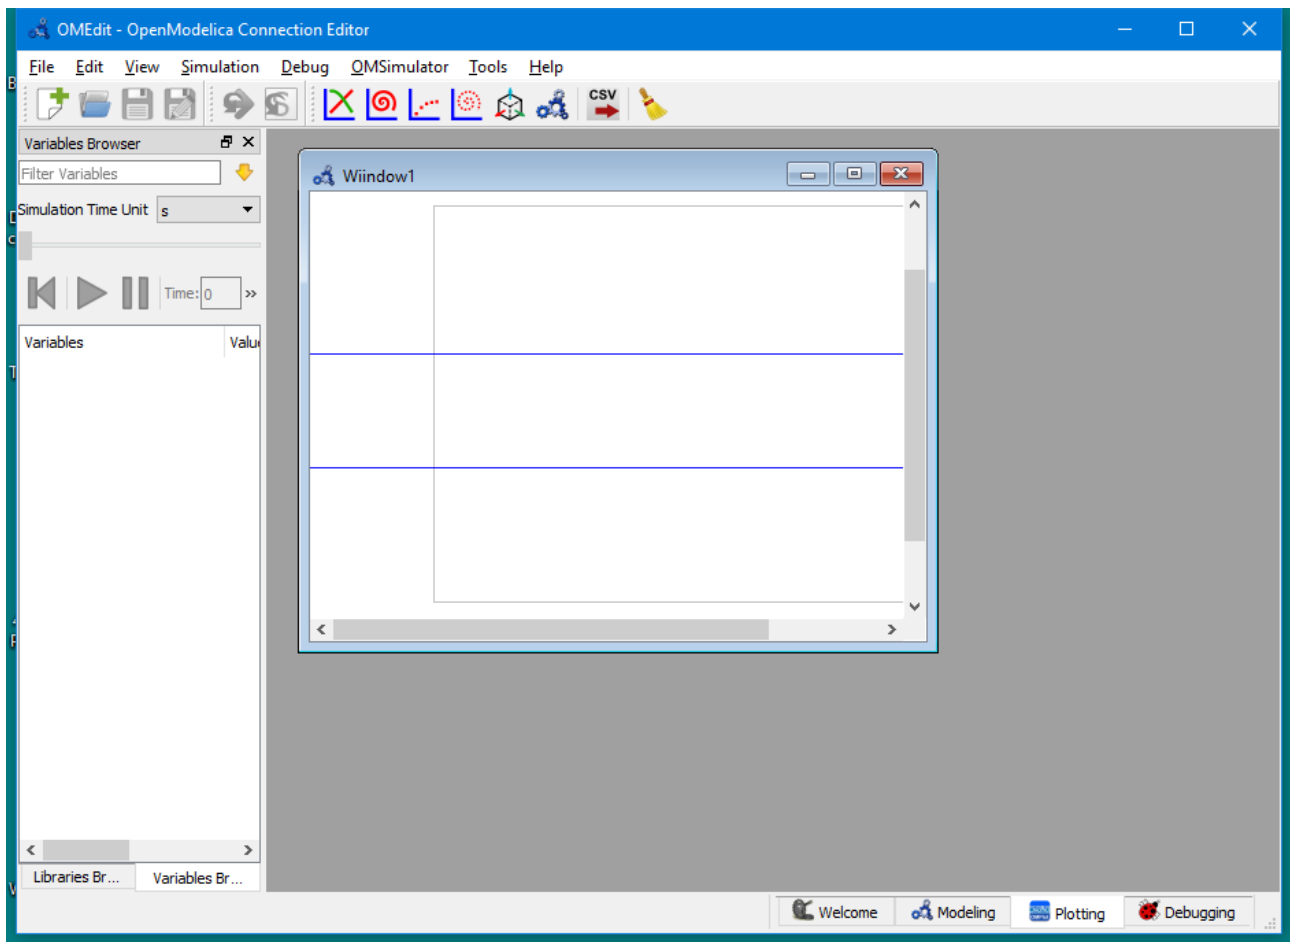 OMEdit - OpenModelica Connection Editor
File Edit View Simulation Debug OMSimulator Tools Help
CSV
Variables Browser
Filter Variables
Simulation Time Unit s
Time: 0 »
Variables Valu
Wiindow1
Libraries Br... Variables Br...
Welcome Modeling Plotting Debugging